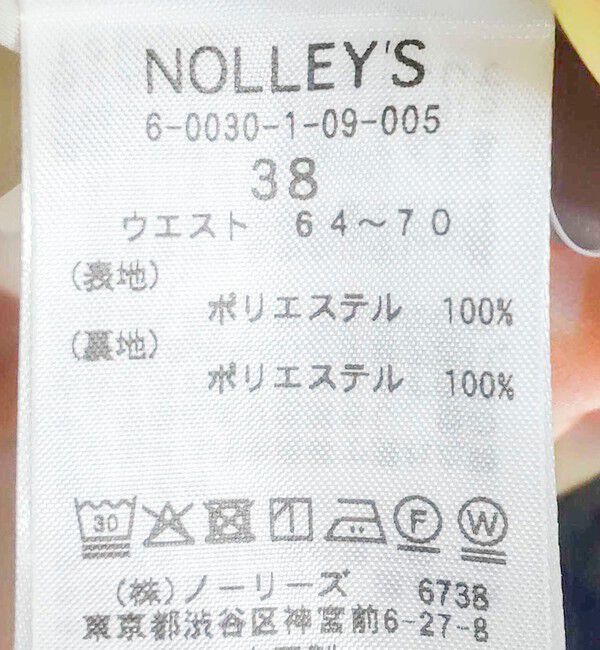 NOLLEY'S
6-0030-1-09-005
38
ウエスト 64～70
(表地)
ポリエステル 100%
(裏地)
ポリエステル 100%
30 F W
(株)ノーリーズ 6738
東京都渋谷区神宮前6-27-8